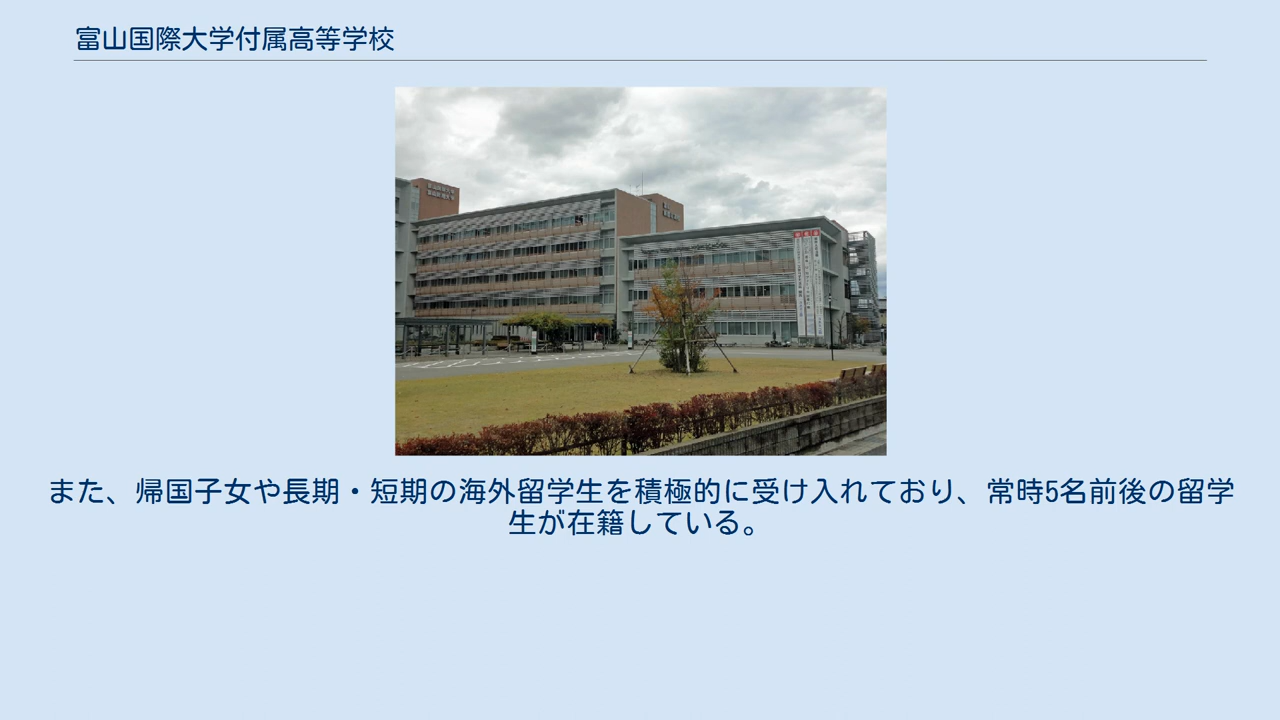 富山国際大学付属高等学校
また、帰国子女や長期・短期の海外留学生を積極的に受け入れており、常時5名前後の留学
生が在籍している。